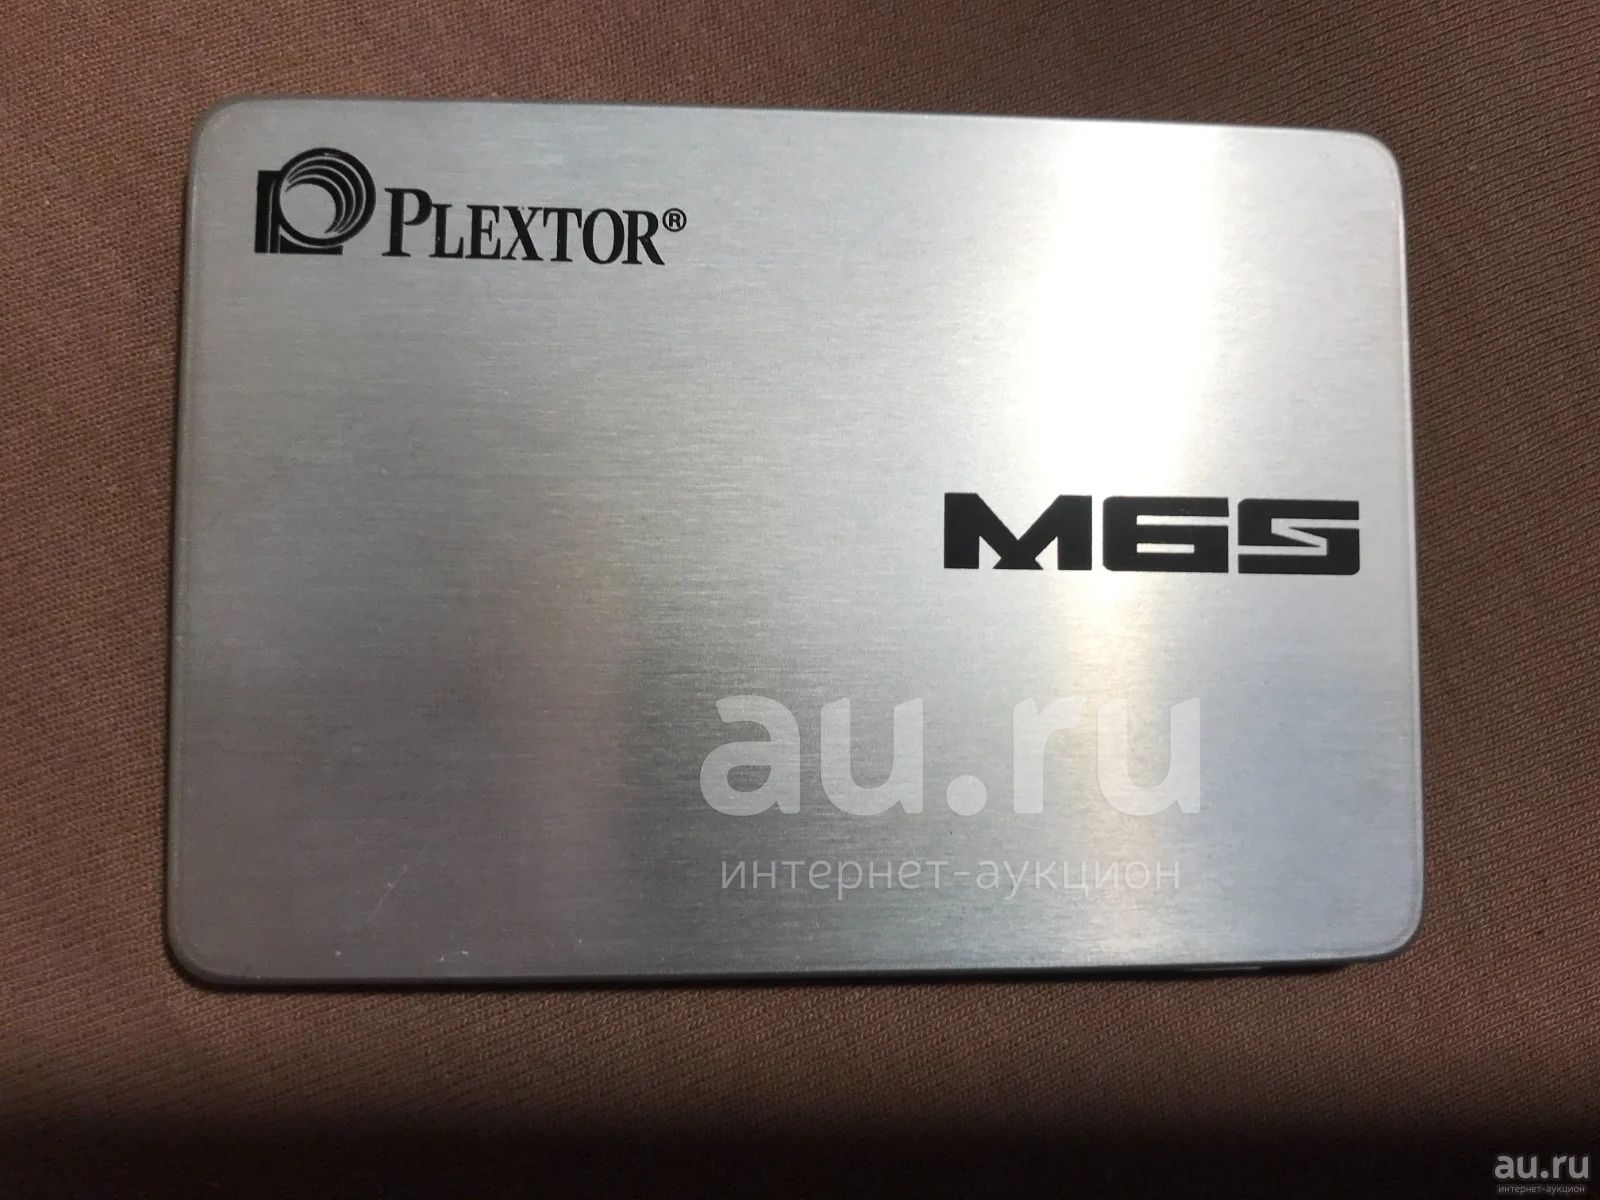 PLEXTOR®
M6S
au.ru
интернет-аукцион
au.ru
интернет-аукцион